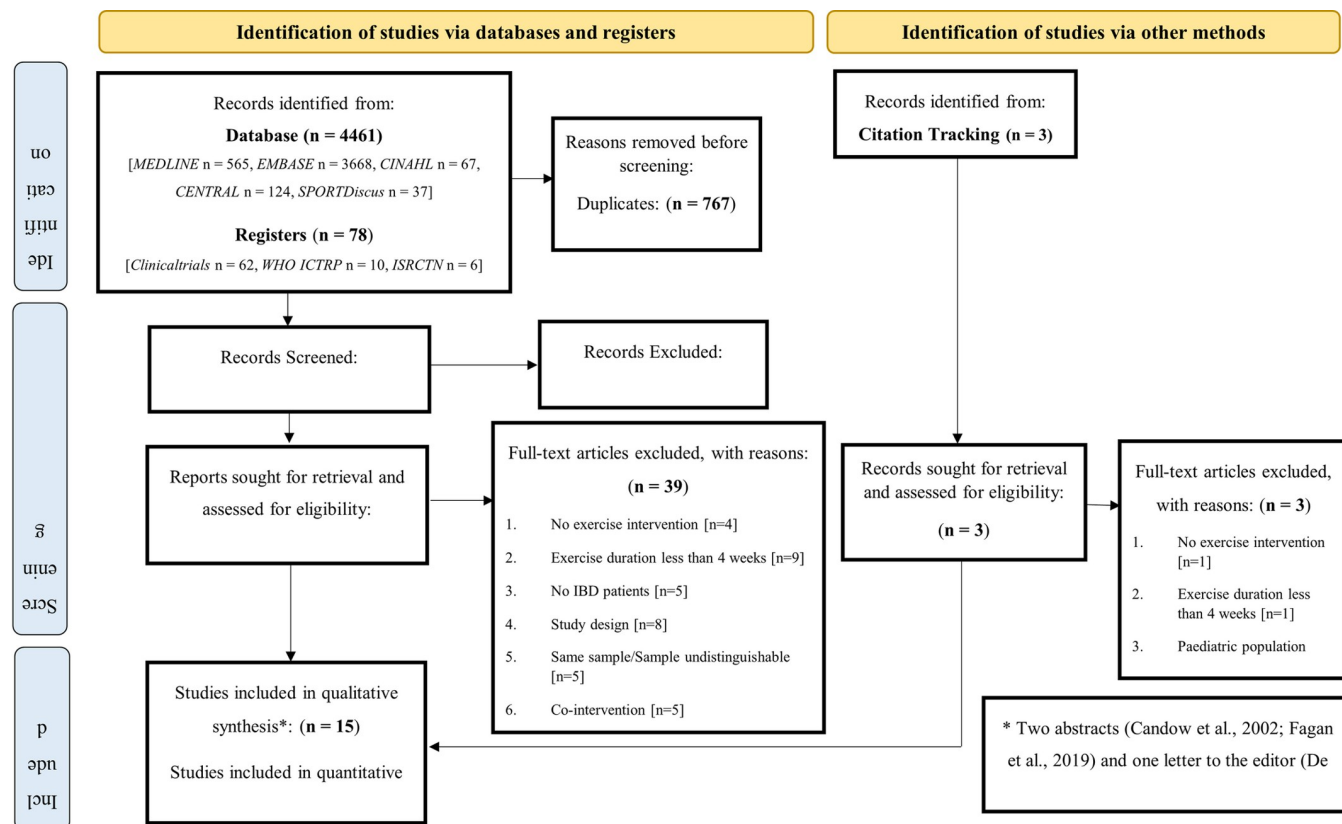 Identification of studies via databases and registers
Identification of studies via other methods
Ide
ntifi
cati
on
Records identified from:
Database (n = 4461)
[MEDLINE n = 565, EMBASE n = 3668, CINAHL n = 67,
CENTRAL n = 124, SPORTDiscus n = 37]
Registers (n = 78)
[Clinicaltrials n = 62, WHO ICTRP n = 10, ISRCTN n = 6]
Reasons removed before
screening:
Duplicates: (n = 767)
Records identified from:
Citation Tracking (n = 3)
Scre
enin
g
Records Screened:
Records Excluded:
Reports sought for retrieval and
assessed for eligibility:
Full-text articles excluded, with reasons:
(n = 39)
1. No exercise intervention [n=4]
2. Exercise duration less than 4 weeks [n=9]
3. No IBD patients [n=5]
4. Study design [n=8]
5. Same sample/Sample undistinguishable
[n=5]
6. Co-intervention [n=5]
Records sought for retrieval
and assessed for eligibility:
(n = 3)
Full-text articles excluded,
with reasons: (n = 3)
1. No exercise intervention
[n=1]
2. Exercise duration less
than 4 weeks [n=1]
3. Paediatric population
Incl
ude
d
Studies included in qualitative
synthesis*: (n = 15)
Studies included in quantitative
* Two abstracts (Candow et al., 2002; Fagan
et al., 2019) and one letter to the editor (De